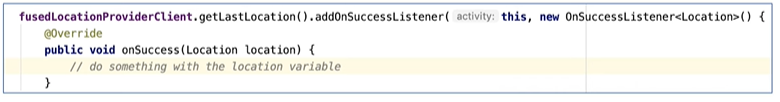 fusedLocationProviderClient.getLastLocation().addOnSuccessListener( activity: this, new OnSuccessListener<Location>() {
@Override
public void onSuccess(Location location) {
// do something with the location variable
}